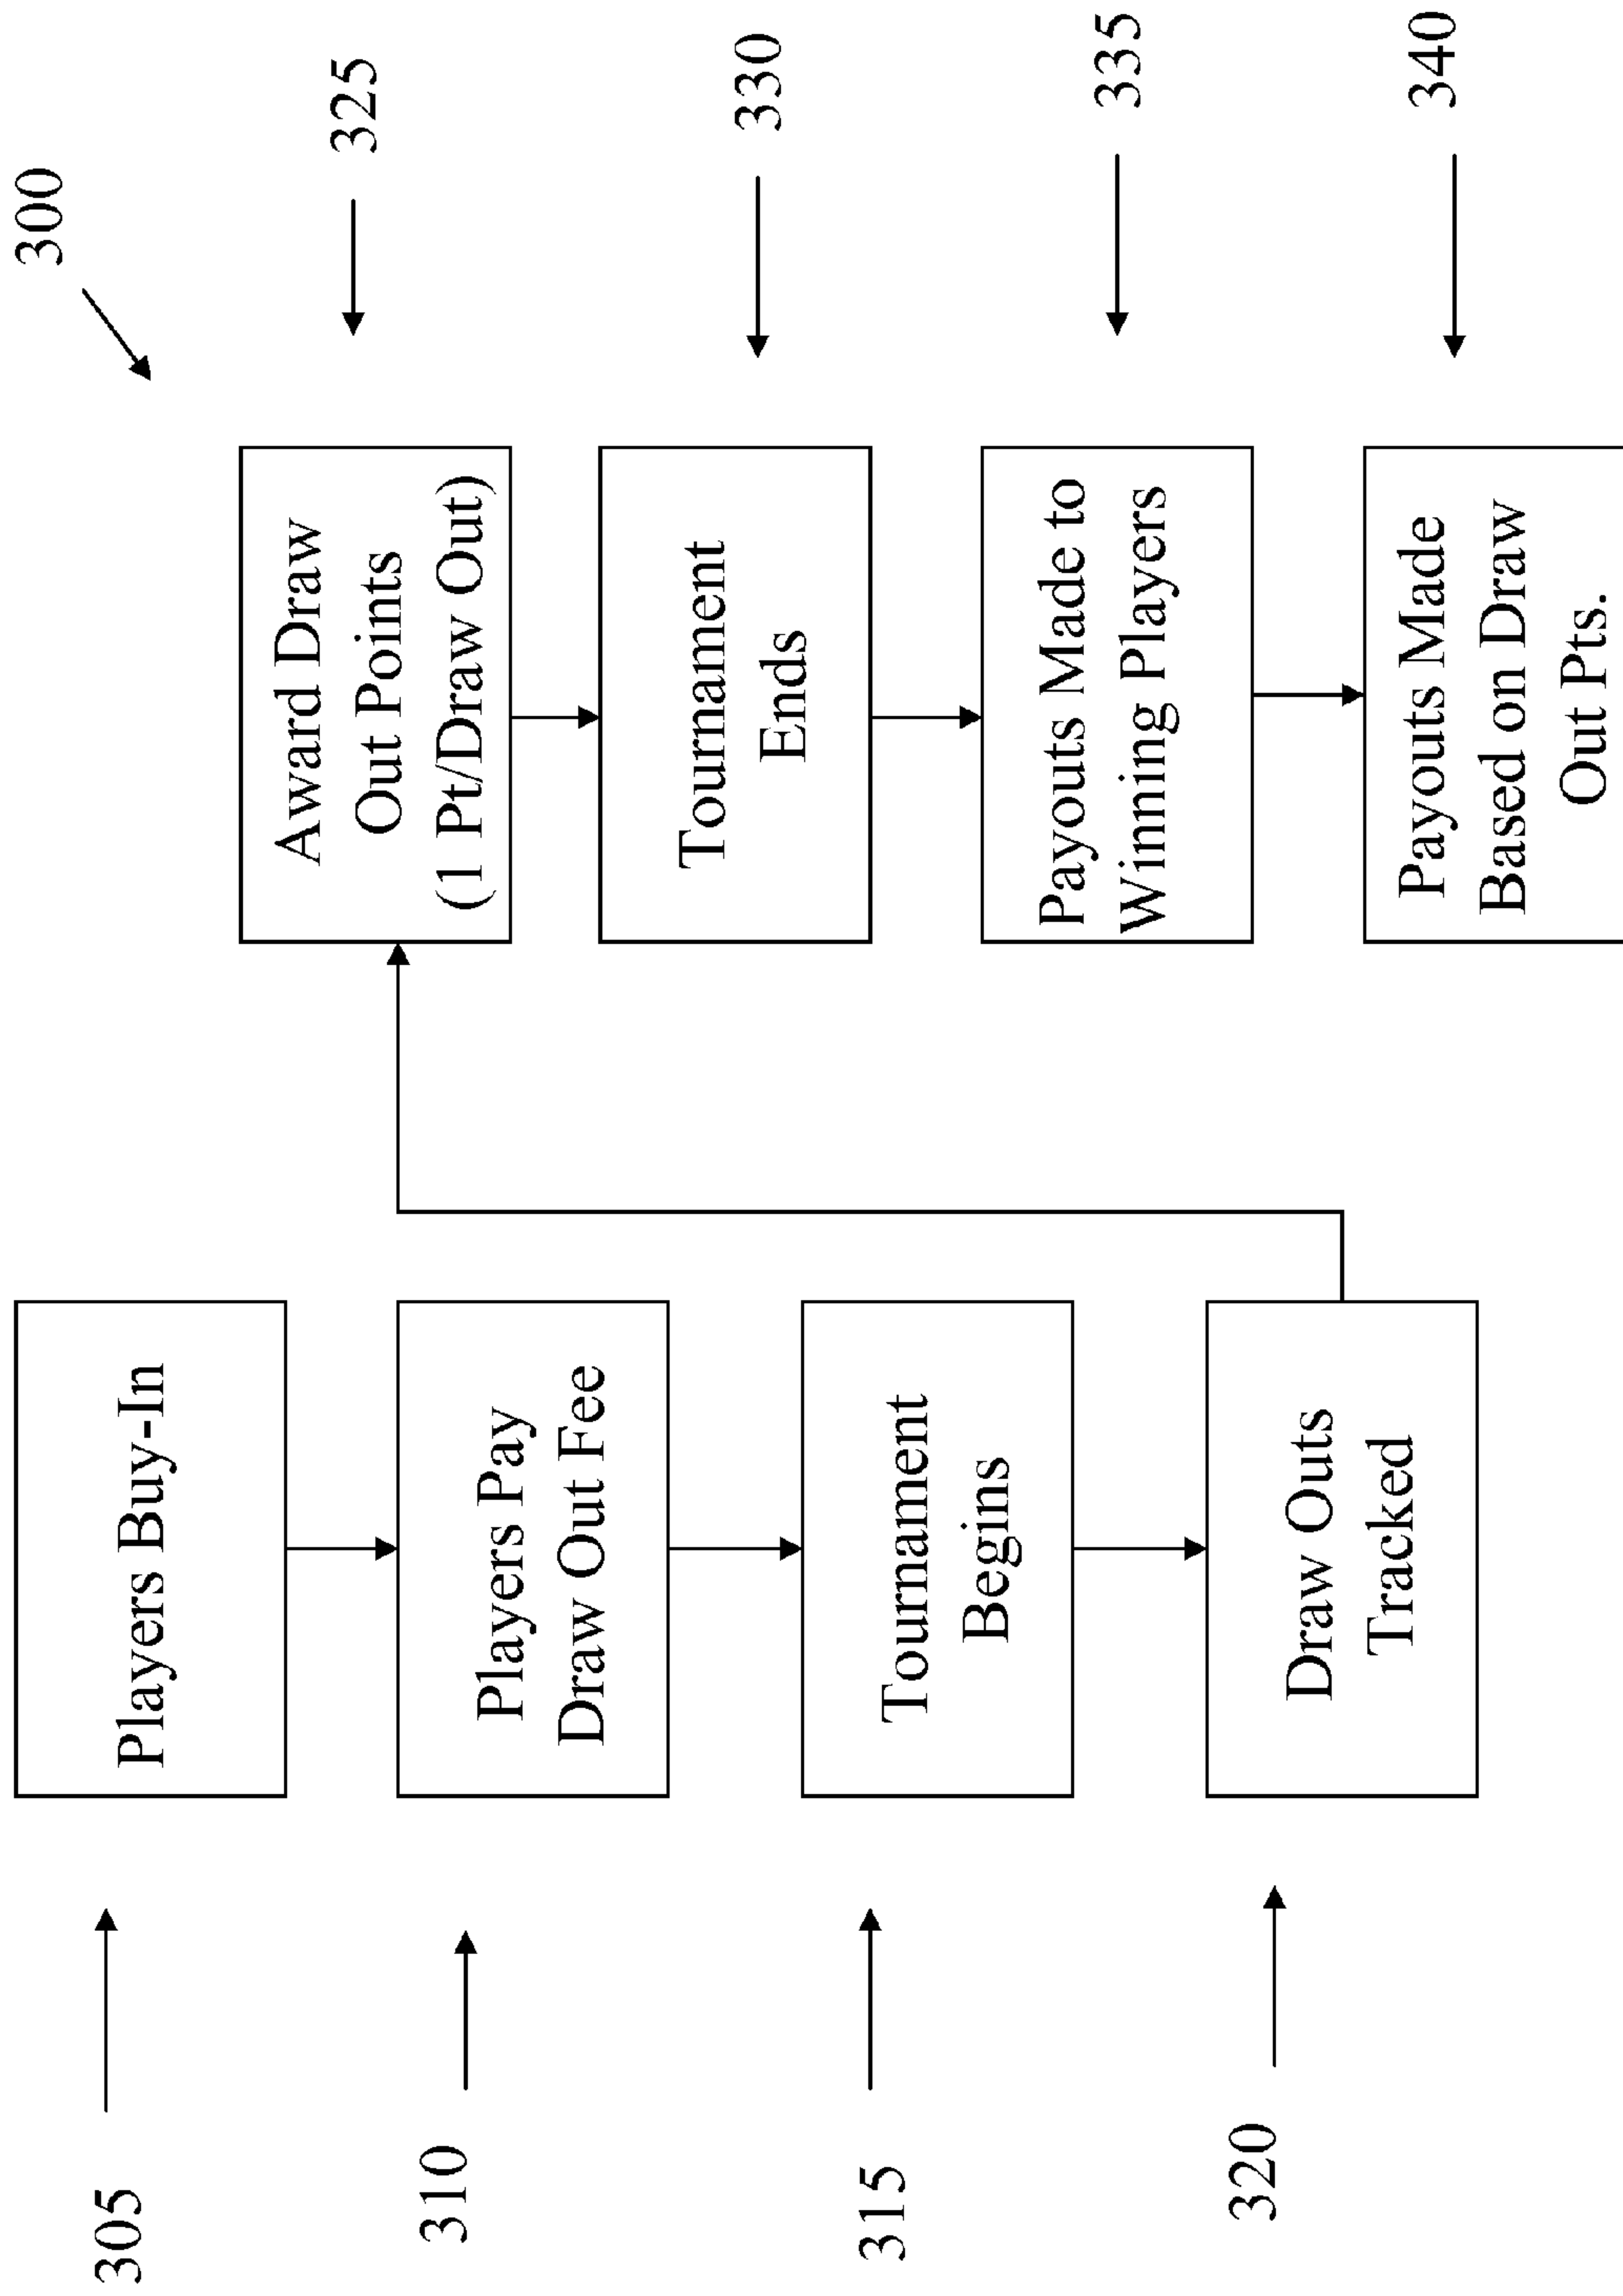 300
305
Players Buy-In
310
Players Pay
Draw Out Fee
315
Tournament
Begins
320
Draw Outs
Tracked
Award Draw
Out Points
(1 Pt/Draw Out)
325
Tournament
Ends
330
Payouts Made to
Winning Players
335
Payouts Made
Based on Draw
Out Pts.
340